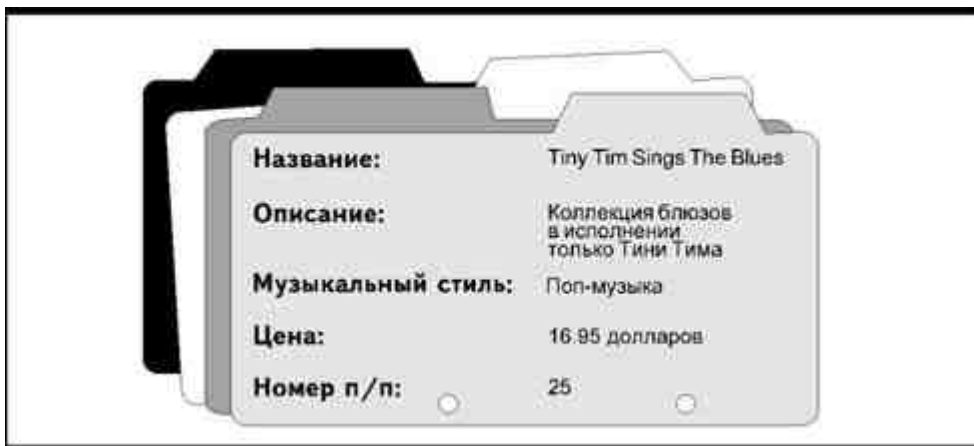 Название: Tiny Tim Sings The Blues
Описание: Коллекция блюзов
в исполнении
только Тини Тима
Музыкальный стиль: Поп-музыка
Цена: 16.95 долларов
Номер п/п: 25